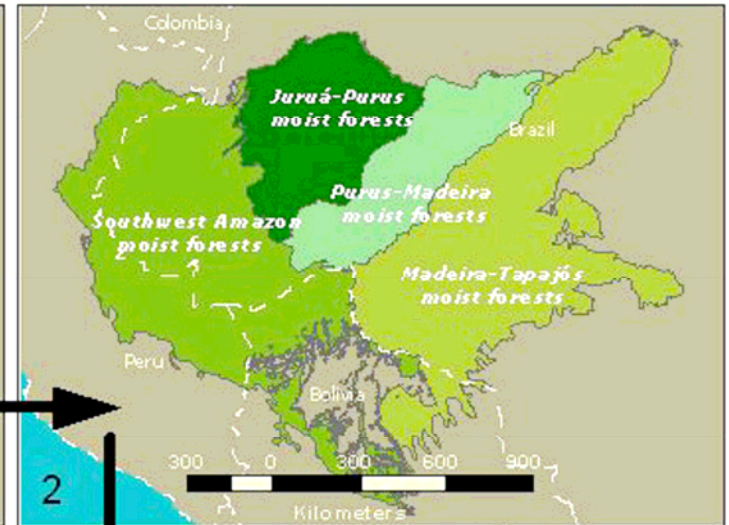 Colombia
Juruá-Purus
moist forests
Brazil
Purus-Madeira
moist forests
Southwest Amazon
moist forests
Madeira-Tapajós
moist forests
Peru
Bolivia
300 0 300 600 900
Kilometers
2